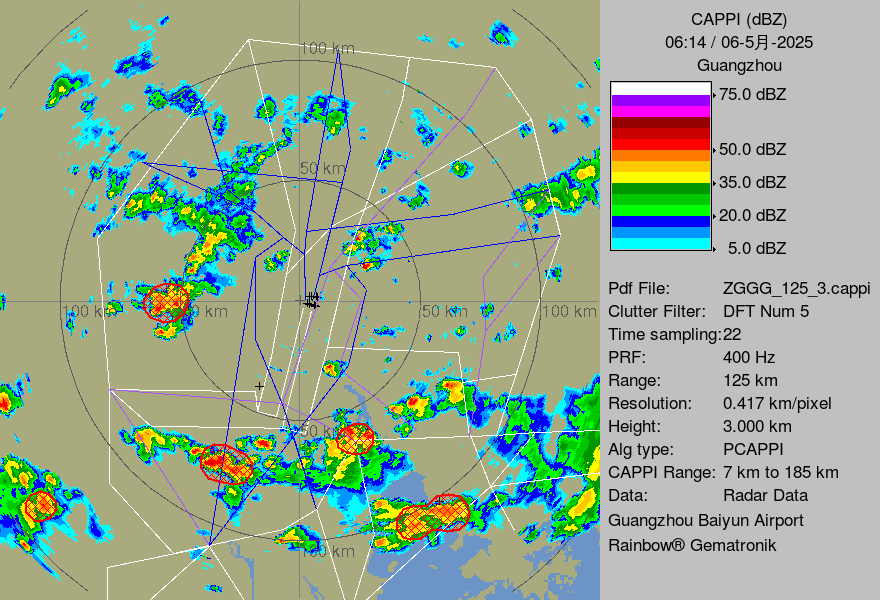 CAPPI (dBZ)
06:14 / 06-5月-2025
Guangzhou
75.0 dBZ
50.0 dBZ
35.0 dBZ
20.0 dBZ
5.0 dBZ
Pdf File: ZGGG_125_3.cappi
Clutter Filter: DFT Num 5
Time sampling:22
PRF: 400 Hz
Range: 125 km
Resolution: 0.417 km/pixel
Height: 3.000 km
Alg type: PCAPPI
CAPPI Range: 7 km to 185 km
Data: Radar Data
Guangzhou Baiyun Airport
Rainbow® Gematronik
100 km
50 km
100 km
50 km
50 km
100 km
50 km
100 km